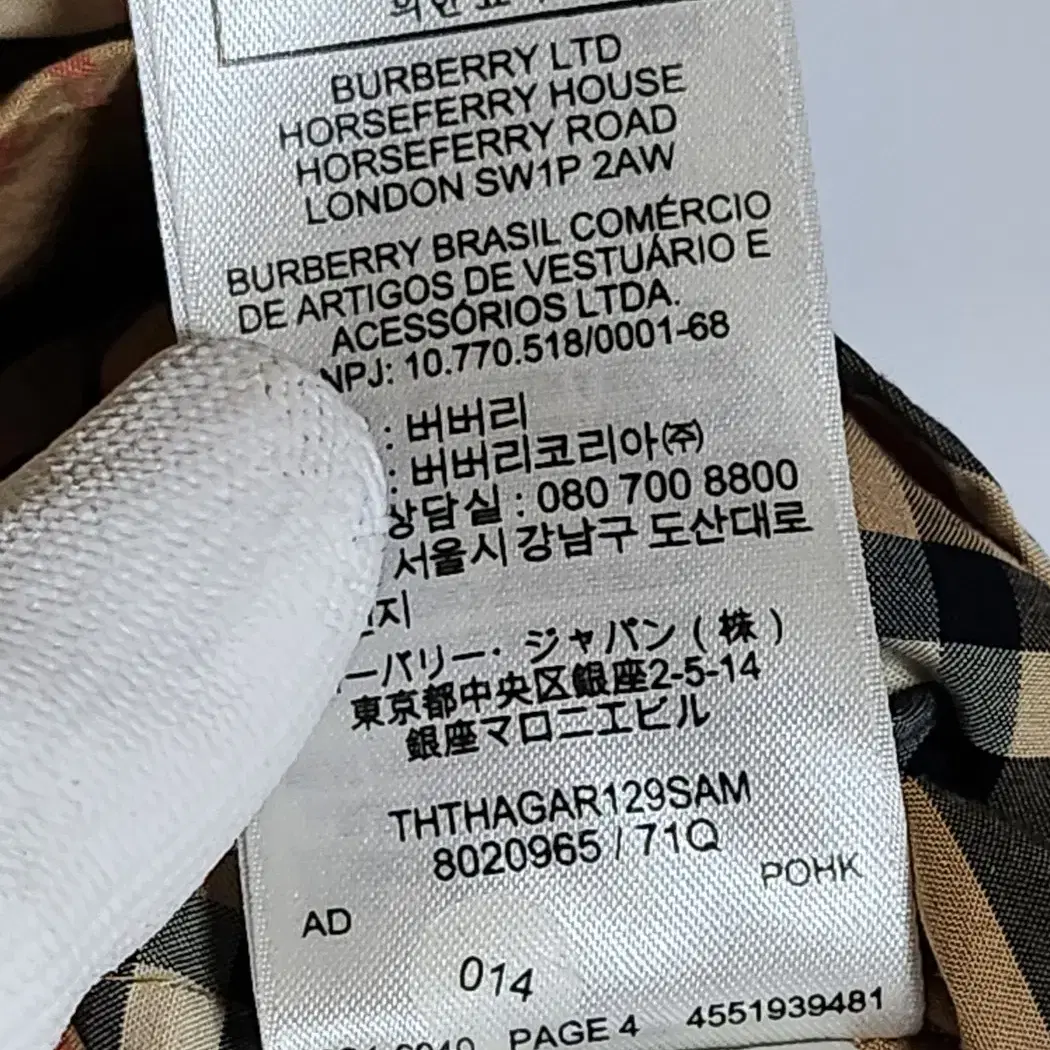 BURBERRY LTD
HORSEFERRY HOUSE
HORSEFERRY ROAD
LONDON SW1P 2AW
BURBERRY BRASIL COMÉRCIO
DE ARTIGOS DE VESTUÁRIO E
ACESSÓRIOS LTDA.
NPJ: 10.770.518/0001-68
: 버버리
: 버버리코리아(주)
상담실 : 080 700 8800
서울시 강남구 도산대로
지
ーバリー・ジャパン(株)
東京都中央区銀座2-5-14
銀座マロニエビル
THTHAGAR129SAM
8020965 / 71Q
POHK
AD
014
PAGE 4 4551939481